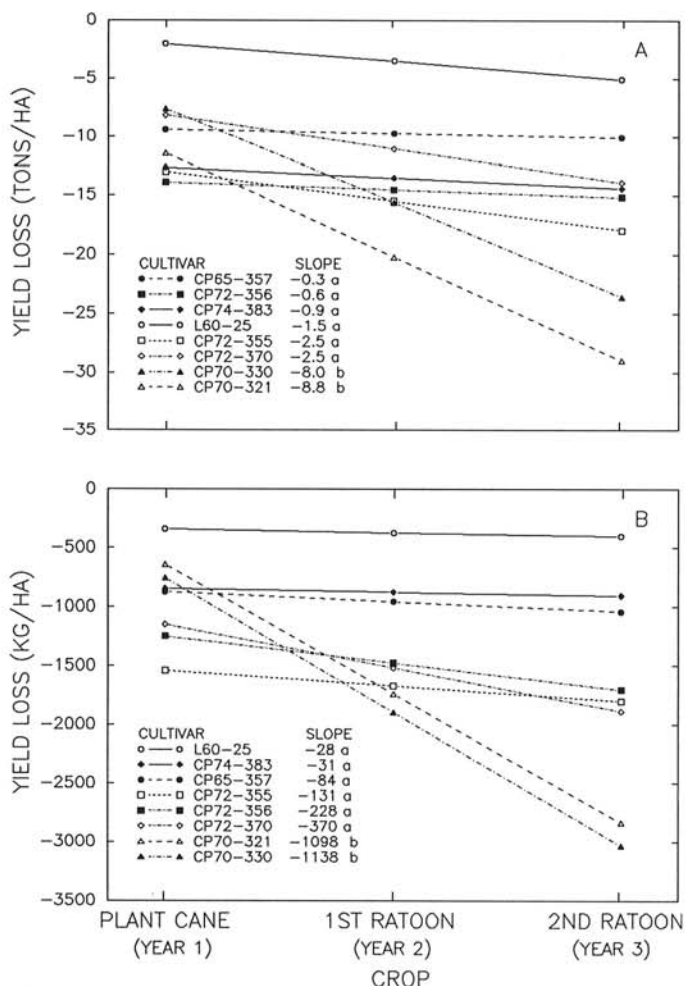 A
YIELD LOSS (TONS/HA)
0
−5
−10
−15
−20
−25
−30
−35
CULTIVAR SLOPE
CP65−357 −0.3 a
CP72−356 −0.6 a
CP74−383 −0.9 a
L60−25 −1.5 a
CP72−355 −2.5 a
CP72−370 −2.5 a
CP70−330 −8.0 b
CP70−321 −8.8 b
B
YIELD LOSS (KG/HA)
0
−500
−1000
−1500
−2000
−2500
−3000
−3500
CULTIVAR SLOPE
L60−25 −28 a
CP74−383 −31 a
CP65−357 −84 a
CP72−355 −131 a
CP72−356 −228 a
CP72−370 −370 a
CP70−321 −1098 b
CP70−330 −1138 b
PLANT CANE 1ST RATOON 2ND RATOON
(YEAR 1) (YEAR 2) (YEAR 3)
CROP